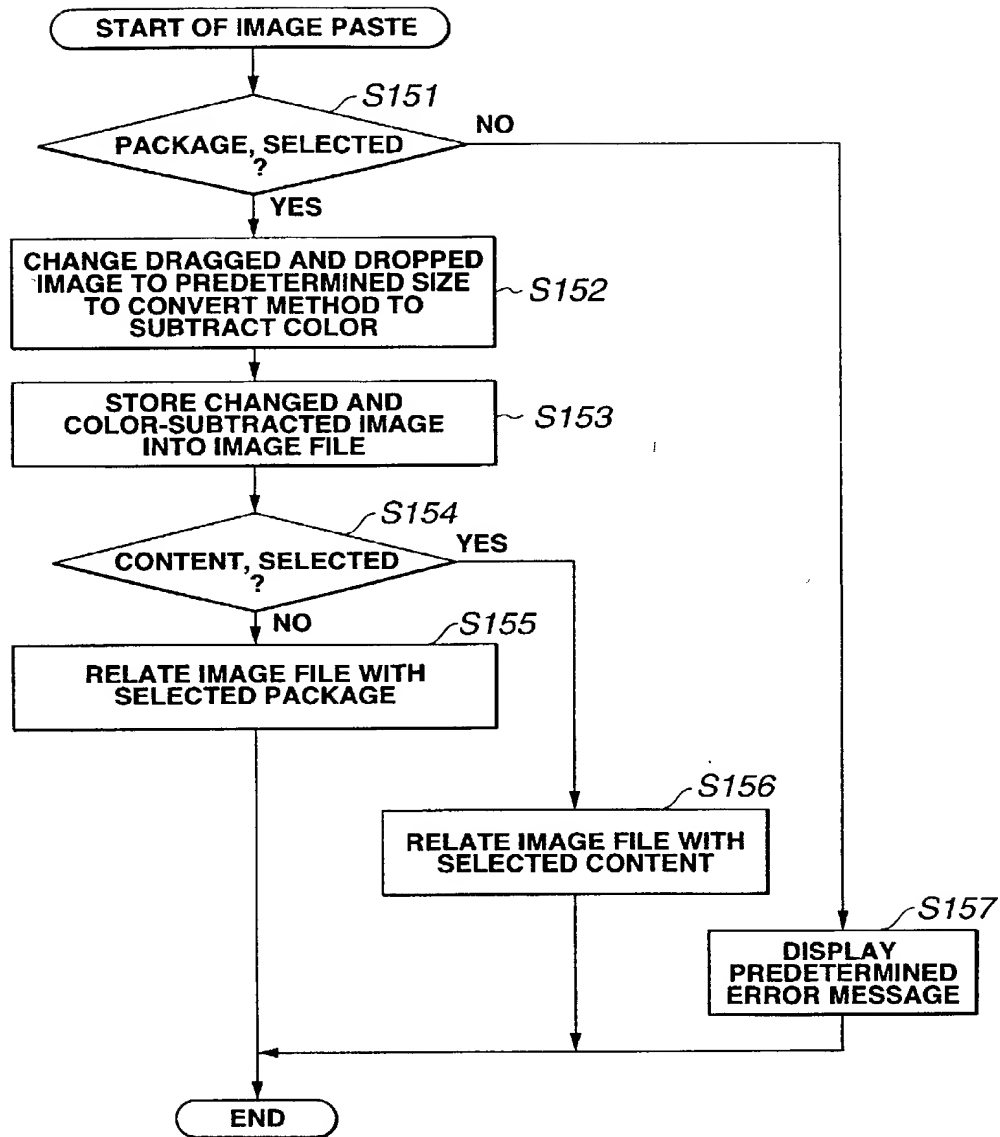 START OF IMAGE PASTE
S151
PACKAGE, SELECTED
?
NO
YES
CHANGE DRAGGED AND DROPPED
IMAGE TO PREDETERMINED SIZE
TO CONVERT METHOD TO
SUBTRACT COLOR
S152
STORE CHANGED AND
COLOR-SUBTRACTED IMAGE
INTO IMAGE FILE
S153
S154
CONTENT, SELECTED
?
YES
NO
S155
RELATE IMAGE FILE WITH
SELECTED PACKAGE
S156
RELATE IMAGE FILE WITH
SELECTED CONTENT
S157
DISPLAY
PREDETERMINED
ERROR MESSAGE
END